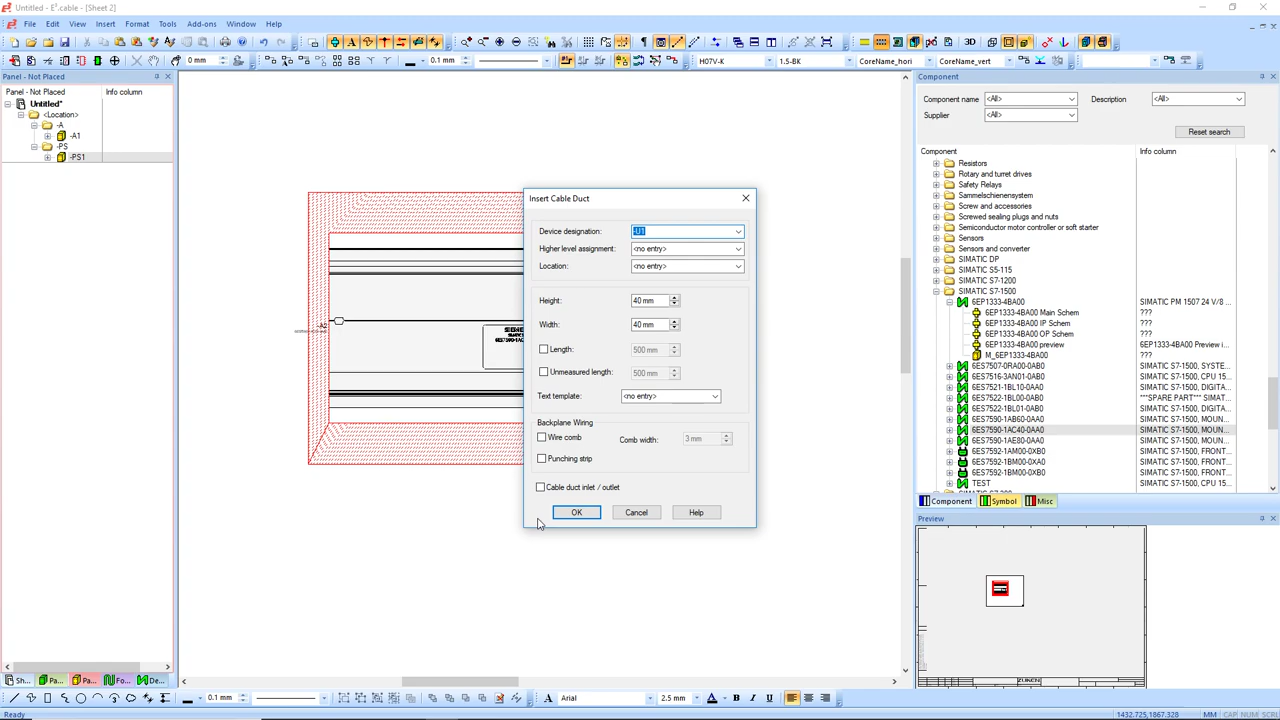 Untitled - E³.cable - [Sheet 2]
File Edit View Insert Format Tools Add-ons Window Help
3D
0 mm 0.1 mm H07V-K 1.5-BK CoreName_hori CoreName_vert
Panel - Not Placed
Panel - Not Placed Info column
Untitled*
<Location>
-A
-A1
-PS
-PS1
Insert Cable Duct
Device designation: -U1
Higher level assignment: <no entry>
Location: <no entry>
Height: 40 mm
Width: 40 mm
Length: 500 mm
Unmeasured length: 500 mm
Text template: <no entry>
Backplane Wiring
Wire comb Comb width: 3 mm
Punching strip
Cable duct inlet / outlet
OK Cancel Help
Component
Component name <All> Description <All>
Supplier <All>
Reset search
Component Info column
Resistors
Rotary and turret drives
Safety Relays
Sammelschienensystem
Screw and accessories
Screwed sealing plugs and nuts
Semiconductor motor controller or soft starter
Sensors
Sensors and converter
SIMATIC DP
SIMATIC S5-115
SIMATIC S7-1200
SIMATIC S7-1500
6EP1333-4BA00 SIMATIC PM 1507 24 V/8
6EP1333-4BA00 Main Schem ???
6EP1333-4BA00 IP Schem ???
6EP1333-4BA00 OP Schem ???
6EP1333-4BA00 preview 6EP1333-4BA00 Preview i...
M_6EP1333-4BA00 ???
6ES7507-0RA00-0AB0 SIMATIC S7-1500, SYSTE...
6ES7516-3AN01-0AB0 SIMATIC S7-1500, CPU 15...
6ES7521-1BL10-0AA0 SIMATIC S7-1500, DIGITA...
6ES7522-1BL00-0AB0 ***SPARE PART*** SIMAT...
6ES7522-1BL01-0AB0 SIMATIC S7-1500, DIGITA...
6ES7590-1AB60-0AA0 SIMATIC S7-1500, MOUN...
6ES7590-1AC40-0AA0 SIMATIC S7-1500, MOUN...
6ES7590-1AE80-0AA0 SIMATIC S7-1500, MOUN...
6ES7592-1AM00-0XB0 SIMATIC S7-1500, FRONT...
6ES7592-1BM00-0XA0 SIMATIC S7-1500, FRONT...
6ES7592-1BM00-0XB0 SIMATIC S7-1500, FRONT...
TEST SIMATIC S7-1500, DIGITA...
Component Symbol Misc
Preview
Sh... Pa... Pa... Fo... De...
0.1 mm Arial 2.5 mm B I U
Ready 1432.725,1867.328 MM CAP NUM SCRL